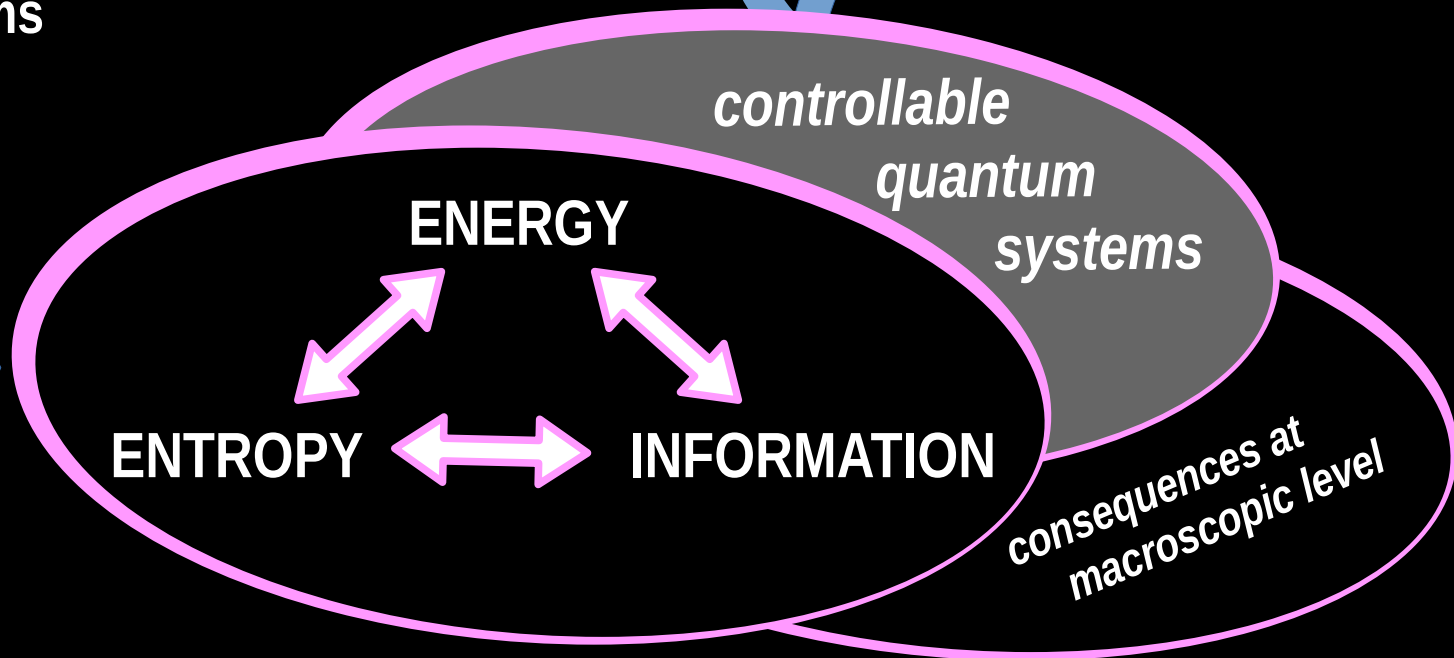 controllable
quantum
systems
ENERGY
ENTROPY INFORMATION
consequences at
macroscopic level